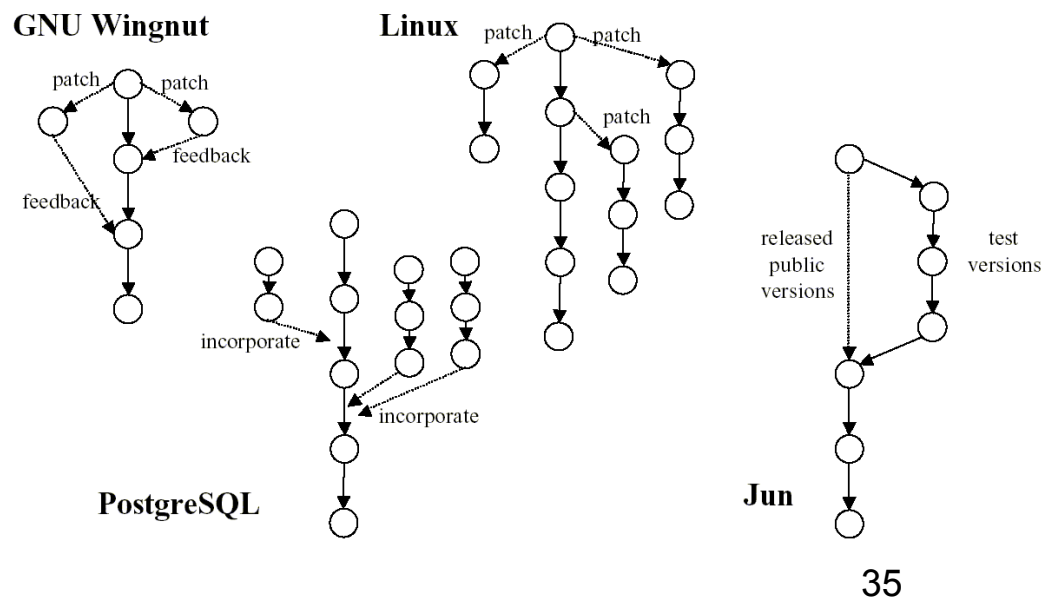 GNU Wingnut
patch
patch
feedback
feedback
Linux
patch
patch
patch
incorporate
incorporate
PostgreSQL
released
public
versions
test
versions
Jun
35